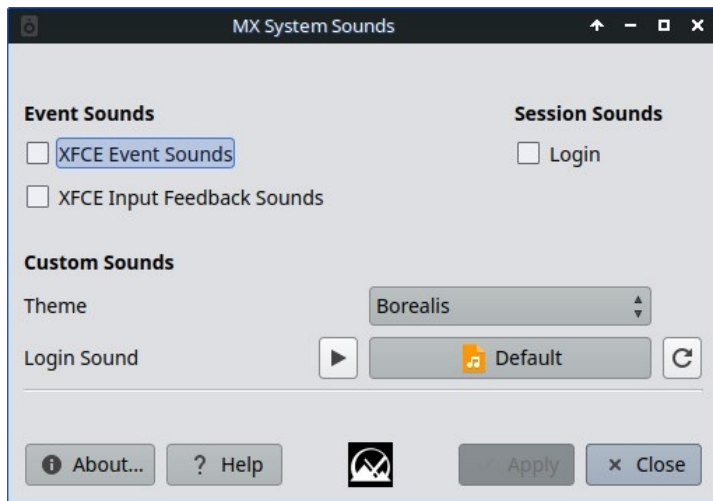 MX System Sounds
Event Sounds
Session Sounds
XFCE Event Sounds
Login
XFCE Input Feedback Sounds
Custom Sounds
Theme
Borealis
Login Sound
Default
About...
? Help
Apply
Close